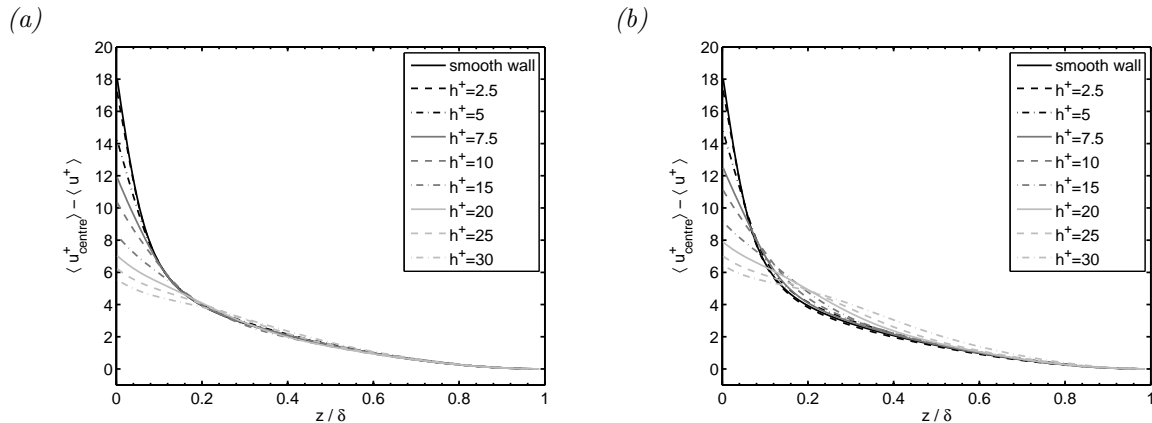 (a)
20
18
16
14
12
10
8
6
4
2
0
⟨ u⁺centre⟩ – ⟨ u⁺ ⟩
0
0.2
0.4
0.6
0.8
1
z / δ
smooth wall
h⁺=2.5
h⁺=5
h⁺=7.5
h⁺=10
h⁺=15
h⁺=20
h⁺=25
h⁺=30
(b)
20
18
16
14
12
10
8
6
4
2
0
⟨ u⁺centre⟩ – ⟨ u⁺ ⟩
0
0.2
0.4
0.6
0.8
1
z / δ
smooth wall
h⁺=2.5
h⁺=5
h⁺=7.5
h⁺=10
h⁺=15
h⁺=20
h⁺=25
h⁺=30